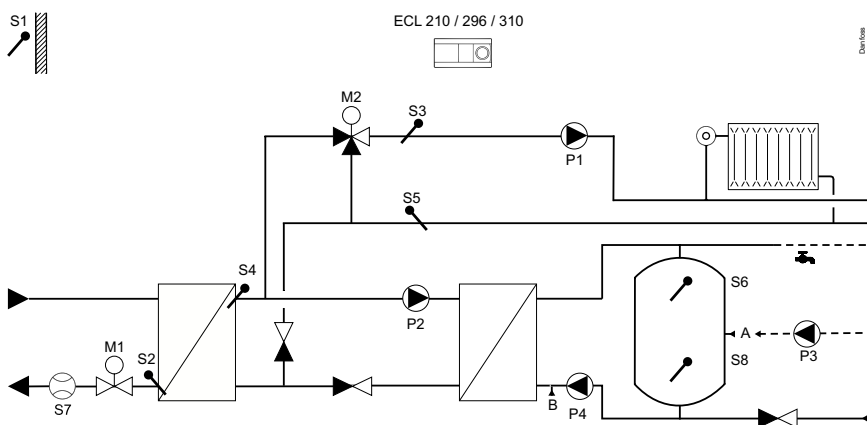 S1
ECL 210 / 296 / 310
Danfoss
M2
S3
P1
S5
S4
S6
P2
A
P3
M1
S2
S8
S7
B
P4